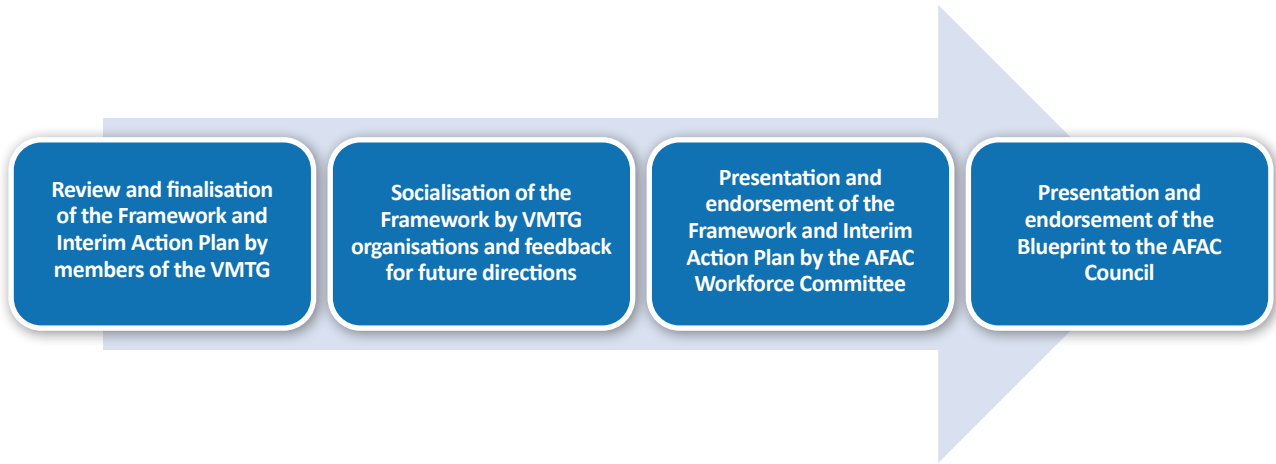 Review and finalisation
of the Framework and
Interim Action Plan by
members of the VMTG
Socialisation of the
Framework by VMTG
organisations and feedback
for future directions
Presentation and
endorsement of the
Framework and Interim
Action Plan by the AFAC
Workforce Committee
Presentation and
endorsement of the
Blueprint to the AFAC
Council